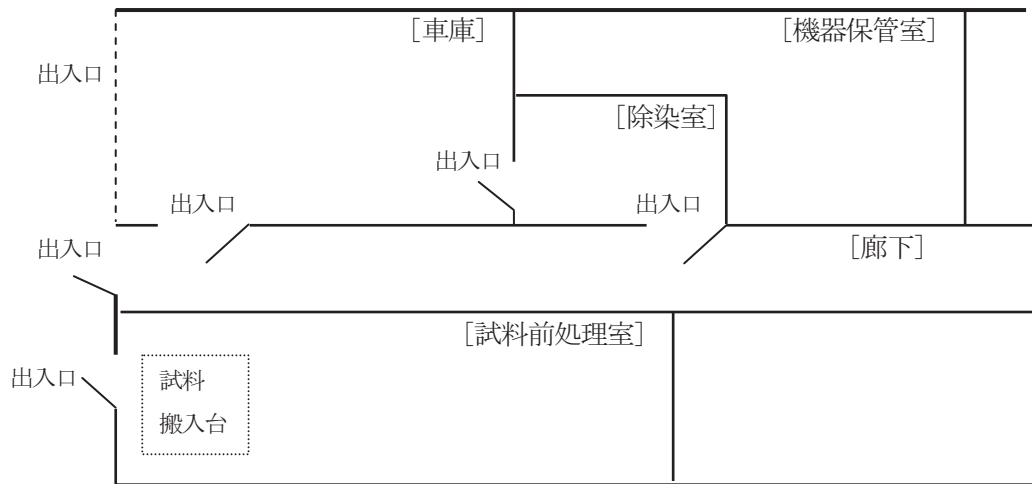 [車庫]
[機器保管室]
出入口
[除染室]
出入口
出入口
出入口
出入口
[廊下]
[試料前処理室]
出入口
試料
搬入台